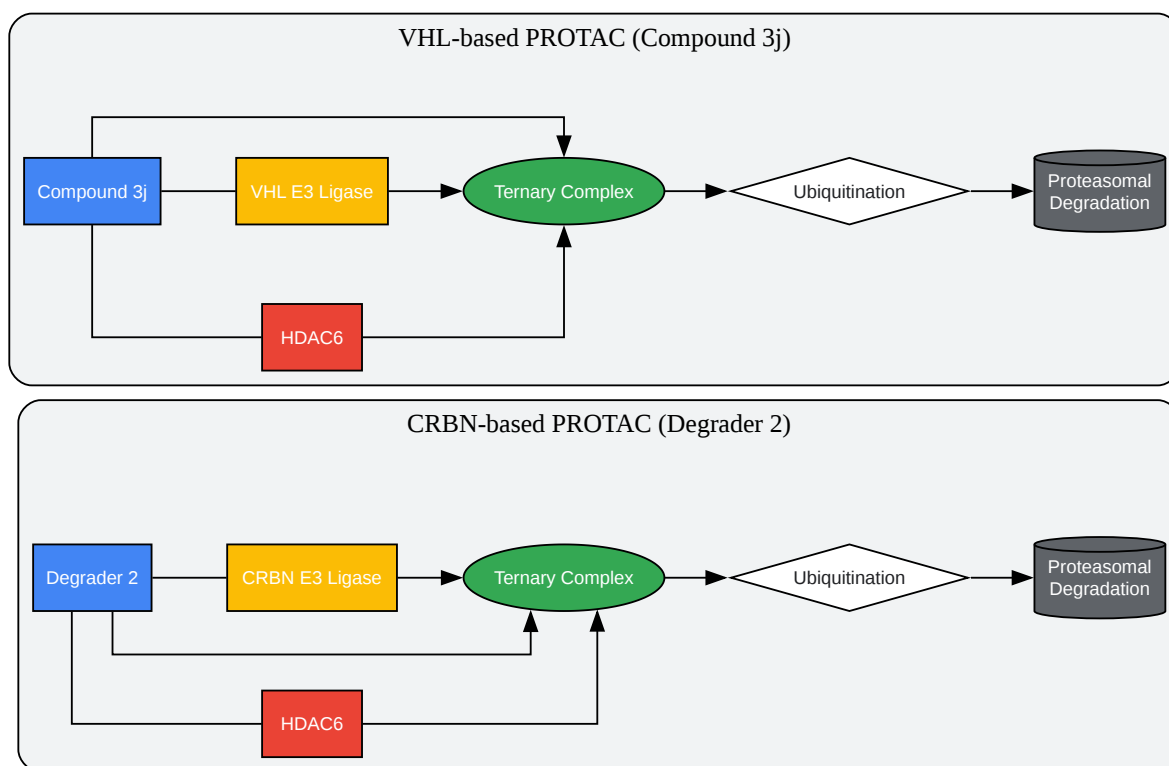 VHL-based PROTAC (Compound 3j)
Compound 3j
VHL E3 Ligase
Ternary Complex
Ubiquitination
Proteasomal
Degradation
HDAC6
CRBN-based PROTAC (Degrader 2)
Degrader 2
CRBN E3 Ligase
Ternary Complex
Ubiquitination
Proteasomal
Degradation
HDAC6